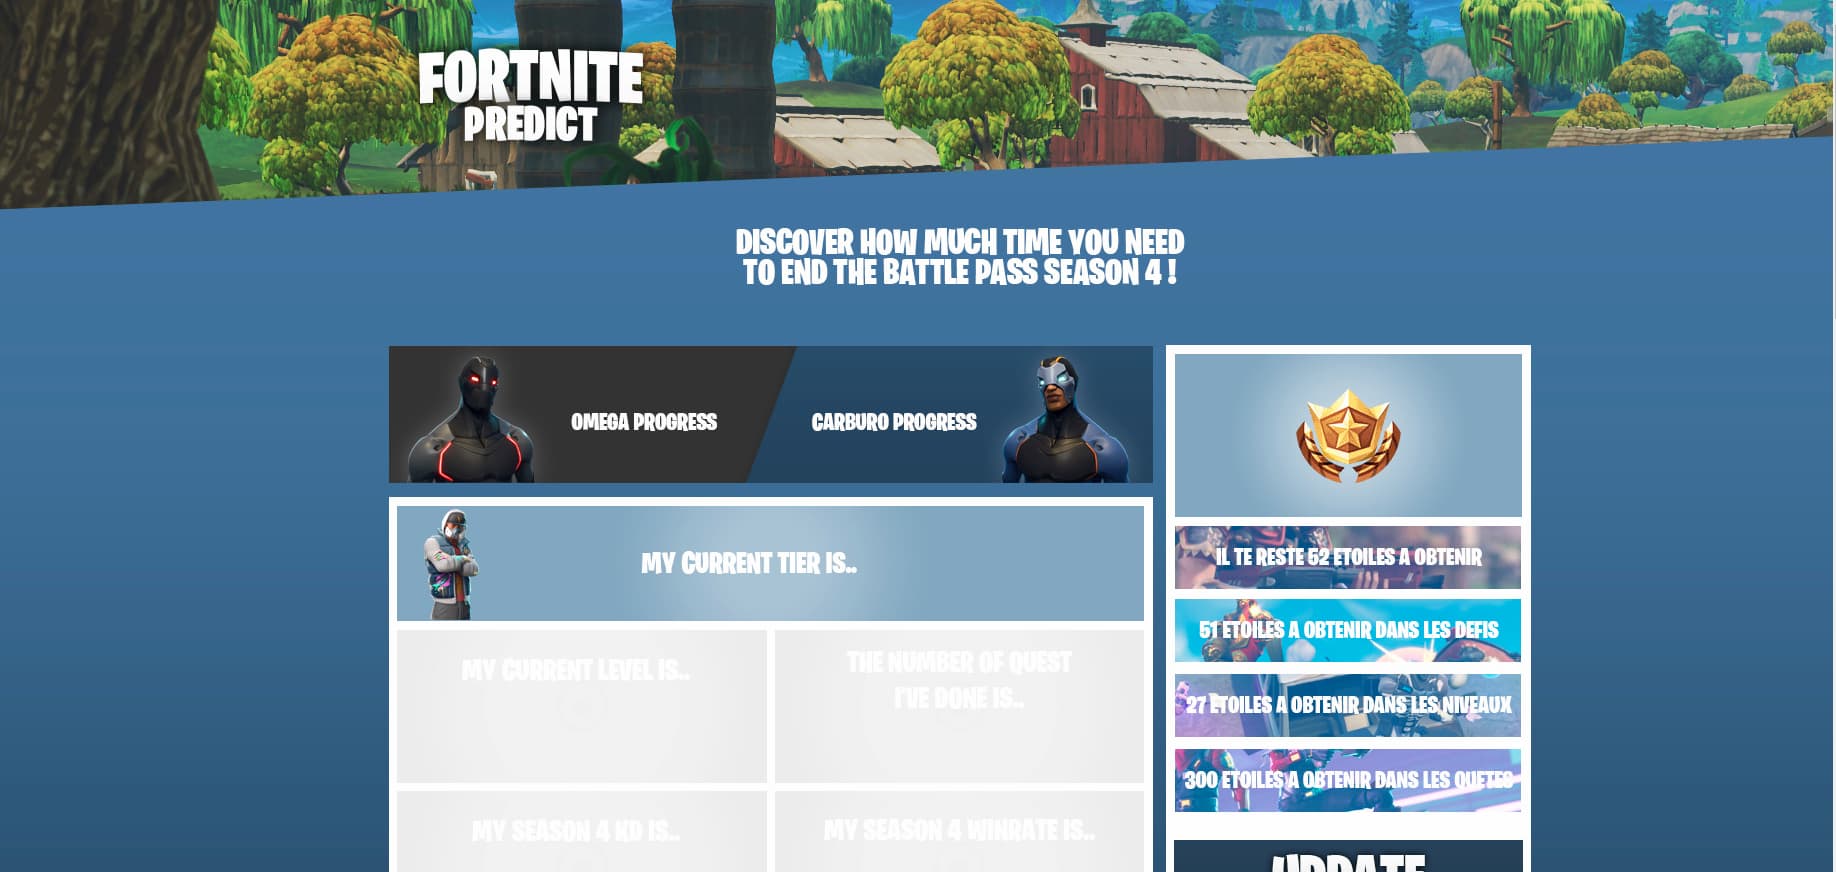 FORTNITE
PREDICT
DISCOVER HOW MUCH TIME YOU NEED
TO END THE BATTLE PASS SEASON 4 !
OMEGA PROGRESS
CARBURO PROGRESS
MY CURRENT TIER IS..
MY CURRENT LEVEL IS..
THE NUMBER OF QUEST
I'VE DONE IS..
MY SEASON 4 KD IS..
MY SEASON 4 WINRATE IS..
IL TE RESTE 52 ETOILES A OBTENIR
51 ETOILES A OBTENIR DANS LES DEFIS
27 ETOILES A OBTENIR DANS LES NIVEAUX
300 ETOILES A OBTENIR DANS LES QUETES
UPDATE